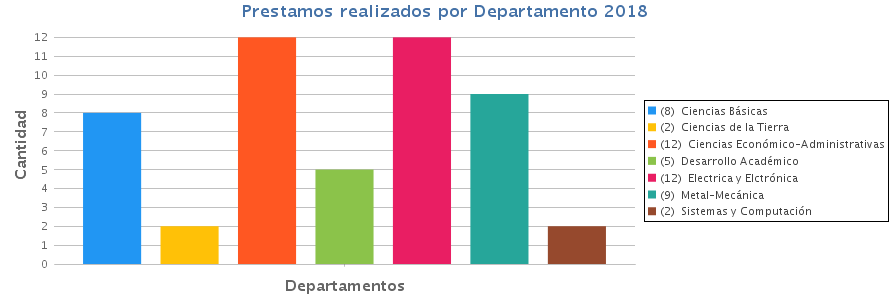 Prestamos realizados por Departamento 2018
12
11
10
9
8
7
6
5
4
3
2
1
0
Cantidad
Departamentos
(8) Ciencias Básicas
(2) Ciencias de la Tierra
(12) Ciencias Económico-Administrativas
(5) Desarrollo Académico
(12) Electrica y Elctrónica
(9) Metal-Mecánica
(2) Sistemas y Computación